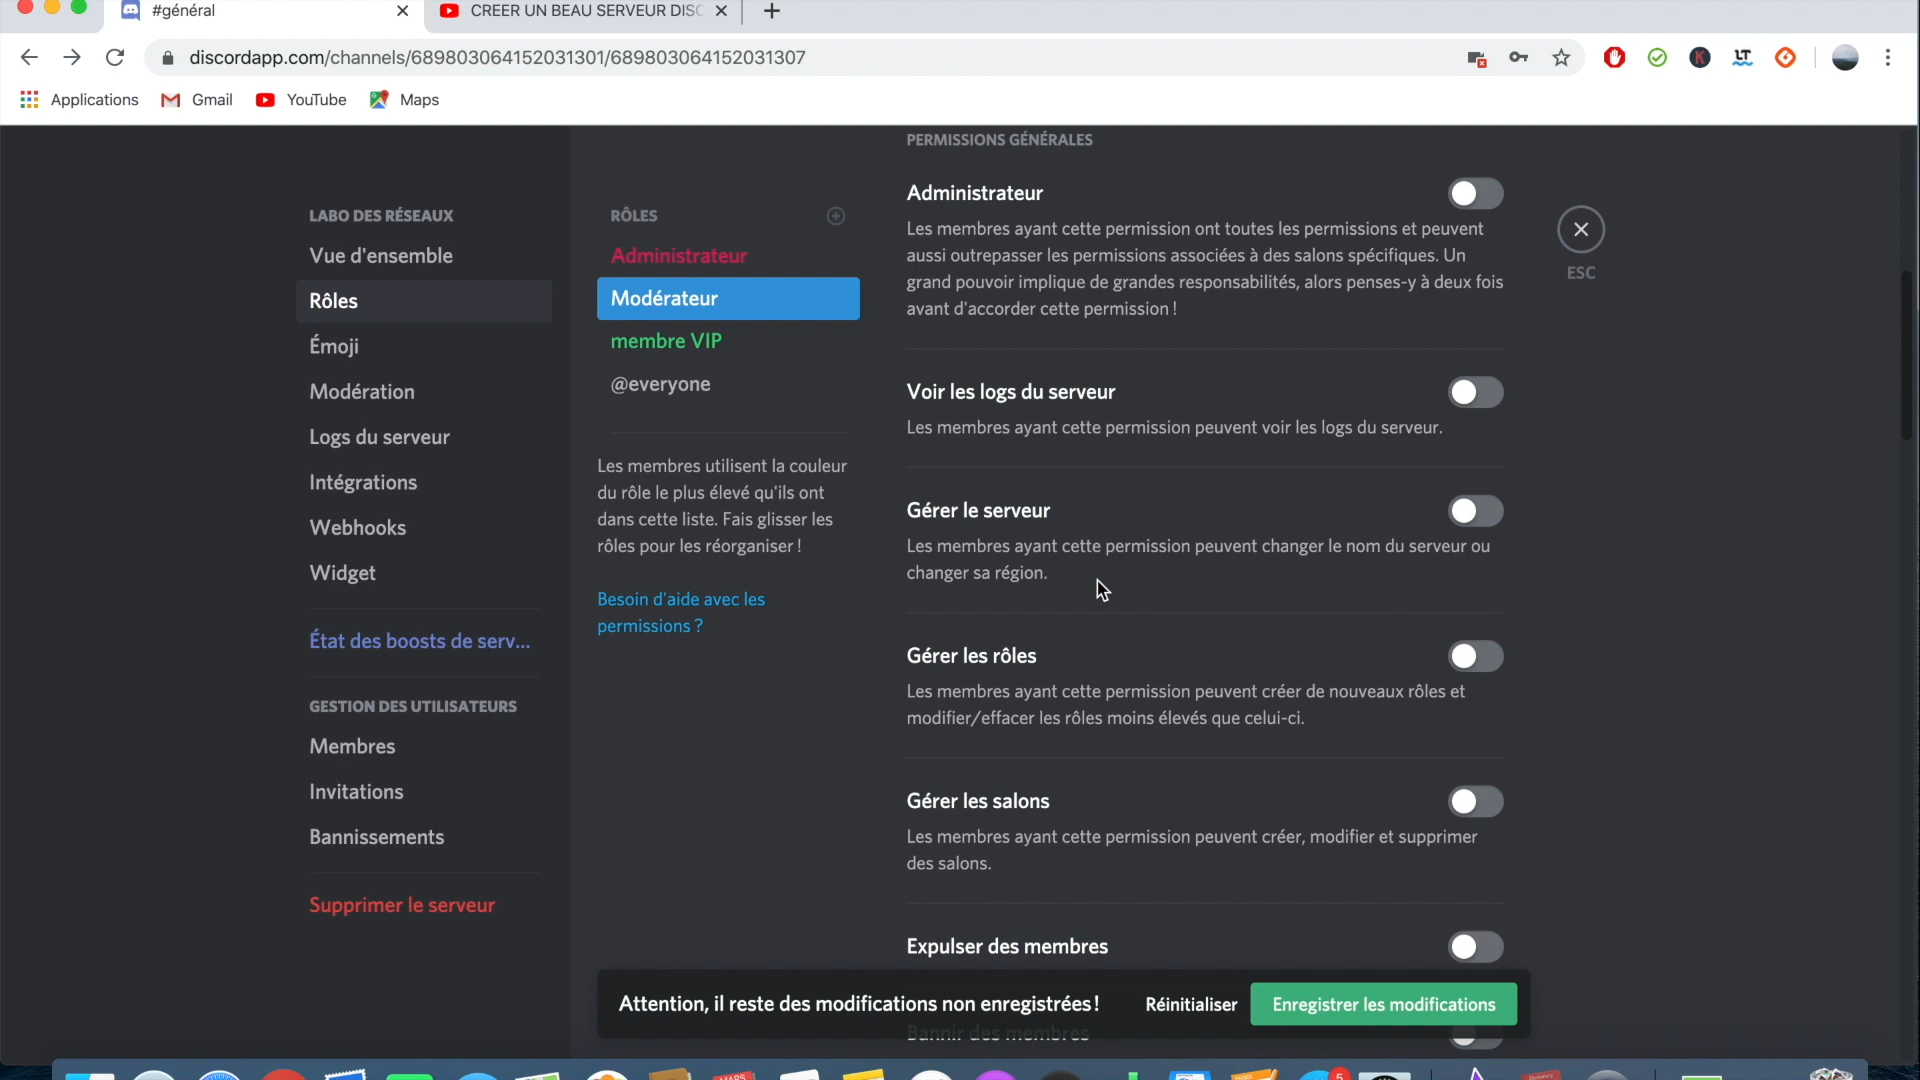 #général
CREER UN BEAU SERVEUR DISC
discordapp.com/channels/689803064152031301/689803064152031307
Applications
Gmail
YouTube
Maps
LABO DES RÉSEAUX
Vue d'ensemble
Rôles
Émoji
Modération
Logs du serveur
Intégrations
Webhooks
Widget
État des boosts de serv...
GESTION DES UTILISATEURS
Membres
Invitations
Bannissements
Supprimer le serveur
RÔLES
Administrateur
Modérateur
membre VIP
@everyone
Les membres utilisent la couleur
du rôle le plus élevé qu'ils ont
dans cette liste. Fais glisser les
rôles pour les réorganiser !
Besoin d'aide avec les
permissions ?
PERMISSIONS GÉNÉRALES
Administrateur
Les membres ayant cette permission ont toutes les permissions et peuvent
aussi outrepasser les permissions associées à des salons spécifiques. Un
grand pouvoir implique de grandes responsabilités, alors penses-y à deux fois
avant d'accorder cette permission !
Voir les logs du serveur
Les membres ayant cette permission peuvent voir les logs du serveur.
Gérer le serveur
Les membres ayant cette permission peuvent changer le nom du serveur ou
changer sa région.
Gérer les rôles
Les membres ayant cette permission peuvent créer de nouveaux rôles et
modifier/effacer les rôles moins élevés que celui-ci.
Gérer les salons
Les membres ayant cette permission peuvent créer, modifier et supprimer
des salons.
Expulser des membres
Bannir des membres
ESC
Attention, il reste des modifications non enregistrées !
Réinitialiser
Enregistrer les modifications
MARS
5